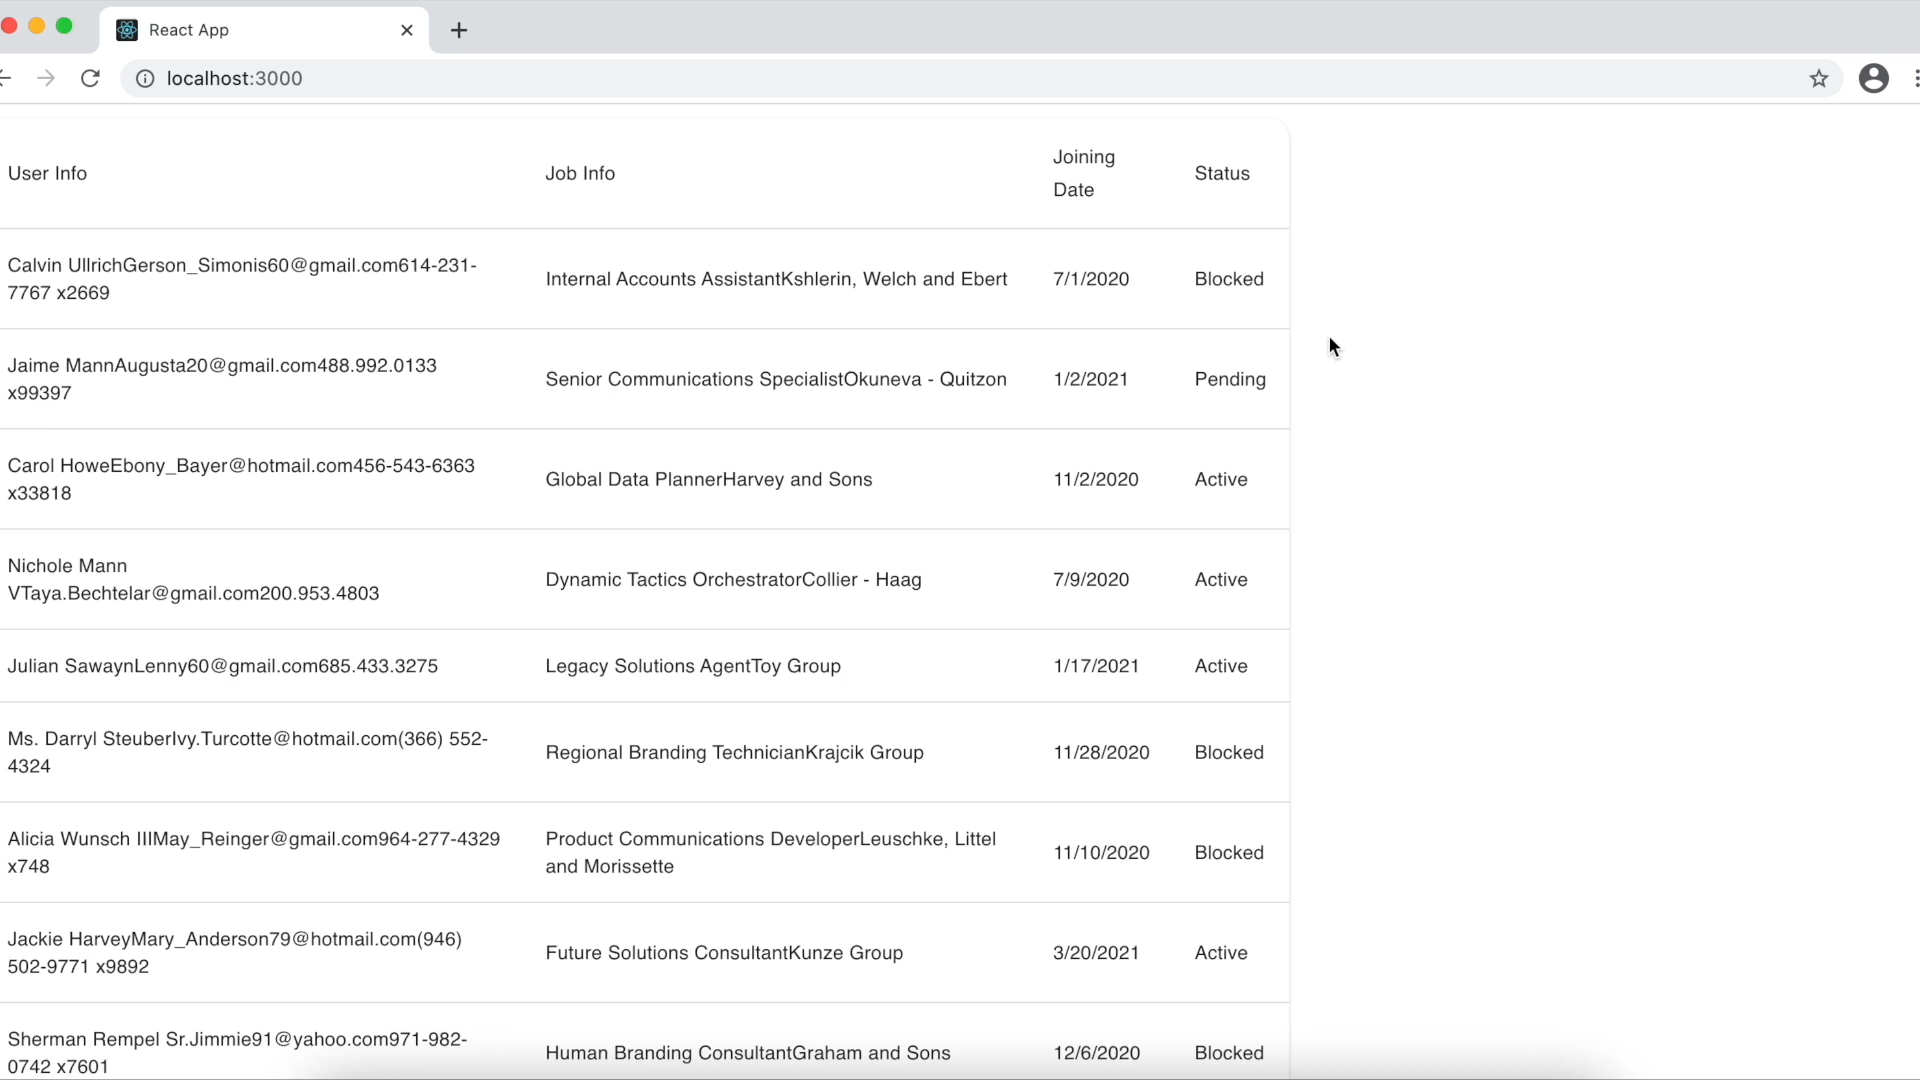 React App
localhost:3000
User Info
Job Info
Joining
Date
Status
Calvin UllrichGerson_Simonis60@gmail.com614-231-
7767 x2669
Internal Accounts AssistantKshlerin, Welch and Ebert
7/1/2020
Blocked
Jaime MannAugusta20@gmail.com488.992.0133
x99397
Senior Communications SpecialistOkuneva - Quitzon
1/2/2021
Pending
Carol HoweEbony_Bayer@hotmail.com456-543-6363
x33818
Global Data PlannerHarvey and Sons
11/2/2020
Active
Nichole Mann
VTaya.Bechtelar@gmail.com200.953.4803
Dynamic Tactics OrchestratorCollier - Haag
7/9/2020
Active
Julian SawaynLenny60@gmail.com685.433.3275
Legacy Solutions AgentToy Group
1/17/2021
Active
Ms. Darryl SteuberIvy.Turcotte@hotmail.com(366) 552-
4324
Regional Branding TechnicianKrajcik Group
11/28/2020
Blocked
Alicia Wunsch IIIMay_Reinger@gmail.com964-277-4329
x748
Product Communications DeveloperLeuschke, Littel
and Morissette
11/10/2020
Blocked
Jackie HarveyMary_Anderson79@hotmail.com(946)
502-9771 x9892
Future Solutions ConsultantKunze Group
3/20/2021
Active
Sherman Rempel Sr.Jimmie91@yahoo.com971-982-
0742 x7601
Human Branding ConsultantGraham and Sons
12/6/2020
Blocked